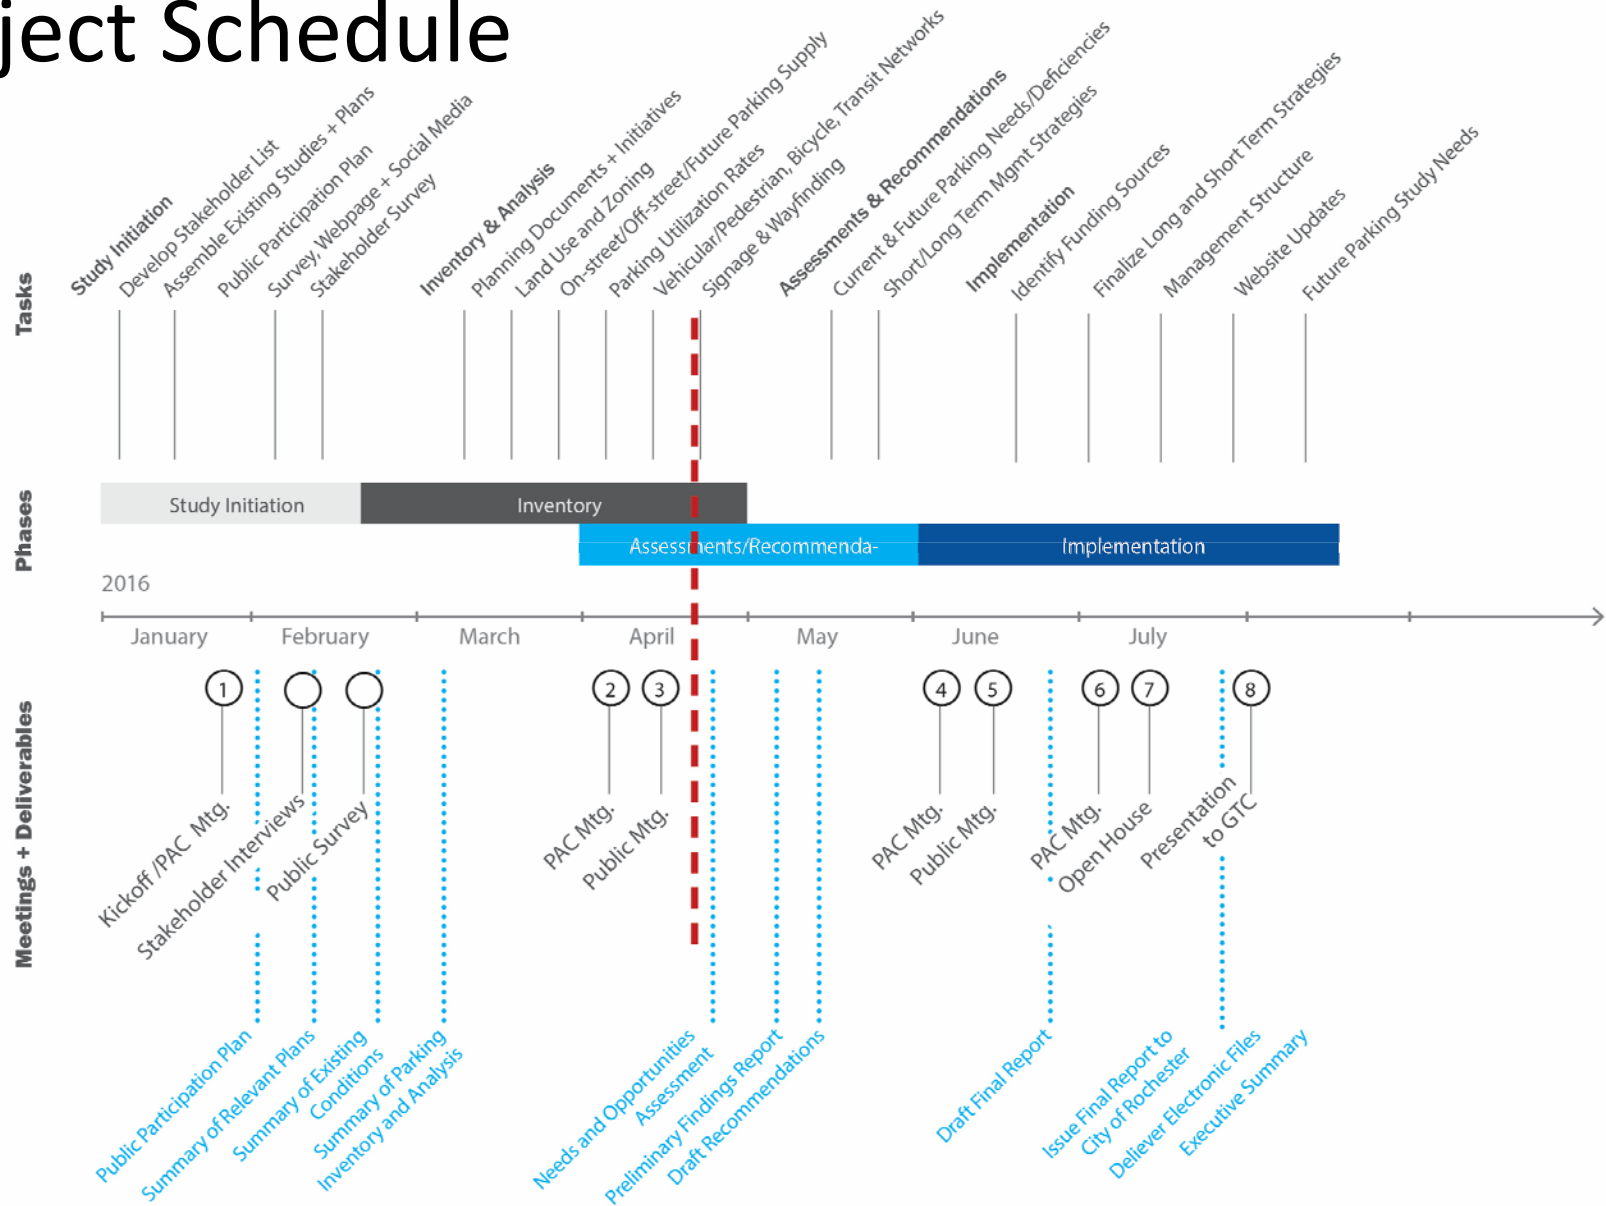 ject Schedule
Tasks
Study Initiation
Develop Stakeholder List
Assemble Existing Studies + Plans
Public Participation Plan
Survey, Webpage + Social Media
Stakeholder Survey
Inventory & Analysis
Planning Documents + Initiatives
Land Use and Zoning
On-street/Off-street/Future Parking Supply
Parking Utilization Rates
Vehicular/Pedestrian, Bicycle, Transit Networks
Signage & Wayfinding
Assessments & Recommendations
Current & Future Parking Needs/Deficiencies
Short/Long Term Mgmt Strategies
Implementation
Identify Funding Sources
Finalize Long and Short Term Strategies
Management Structure
Website Updates
Future Parking Study Needs
Phases
Study Initiation
Inventory
Assessments/Recommenda-
Implementation
2016
January
February
March
April
May
June
July
Meetings + Deliverables
1
2
3
4
5
6
7
8
Kickoff /PAC Mtg.
Stakeholder Interviews
Public Survey
PAC Mtg.
Public Mtg.
PAC Mtg.
Public Mtg.
PAC Mtg.
Open House
Presentation
to GTC
Public Participation Plan
Summary of Relevant Plans
Summary of Existing
Conditions
Summary of Parking
Inventory and Analysis
Needs and Opportunities
Assessment
Preliminary Findings Report
Draft Recommendations
Draft Final Report
Issue Final Report to
City of Rochester
Deliever Electronic Files
Executive Summary